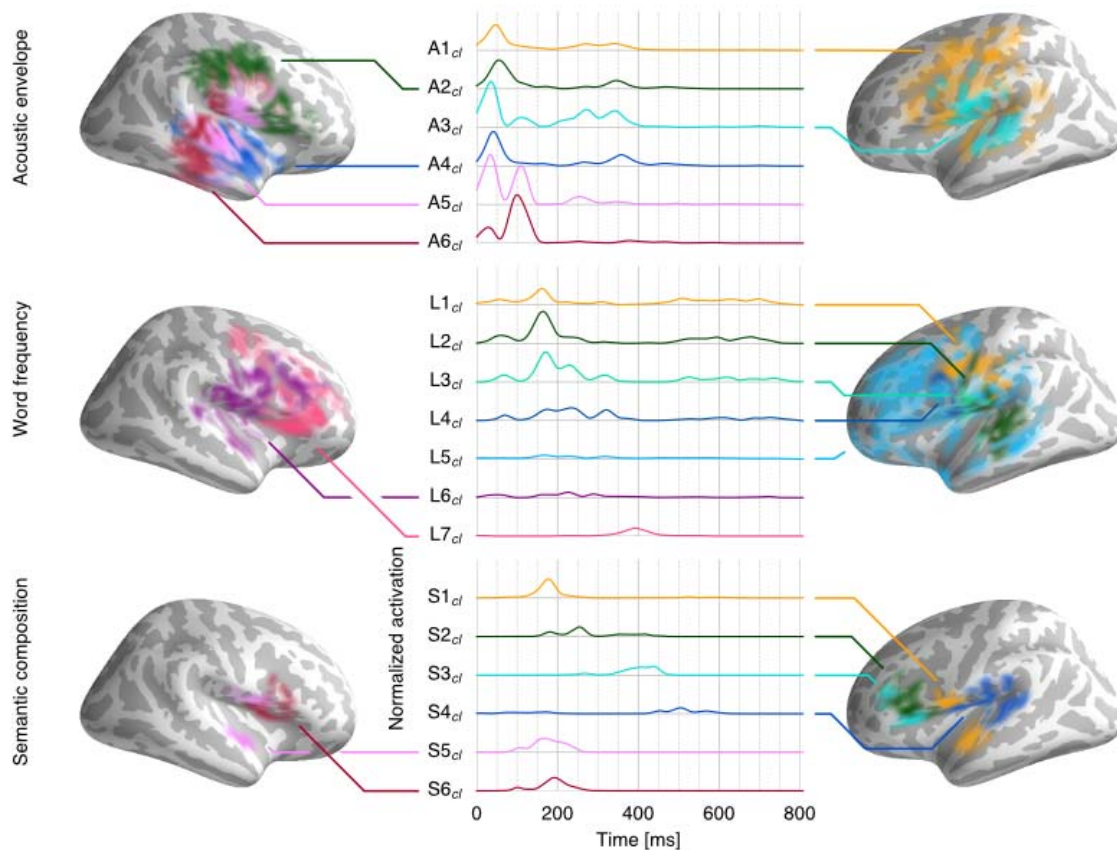 Acoustic envelope
A1cl
A2cl
A3cl
A4cl
A5cl
A6cl
Word frequency
L1cl
L2cl
L3cl
L4cl
L5cl
L6cl
L7cl
Semantic composition
Normalized activation
S1cl
S2cl
S3cl
S4cl
S5cl
S6cl
0 200 400 600 800
Time [ms]